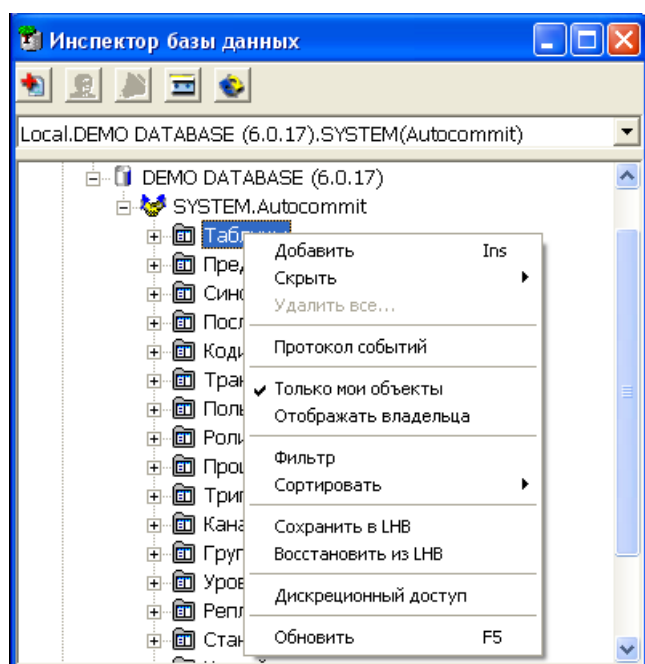 Инспектор базы данных
Local.DEMO DATABASE (6.0.17).SYSTEM(Autocommit)
DEMO DATABASE (6.0.17)
SYSTEM.Autocommit
Добавить Ins
Скрыть
Удалить все...
Протокол событий
Только мои объекты
Отображать владельца
Фильтр
Сортировать
Сохранить в LHB
Восстановить из LHB
Дискреционный доступ
Обновить F5